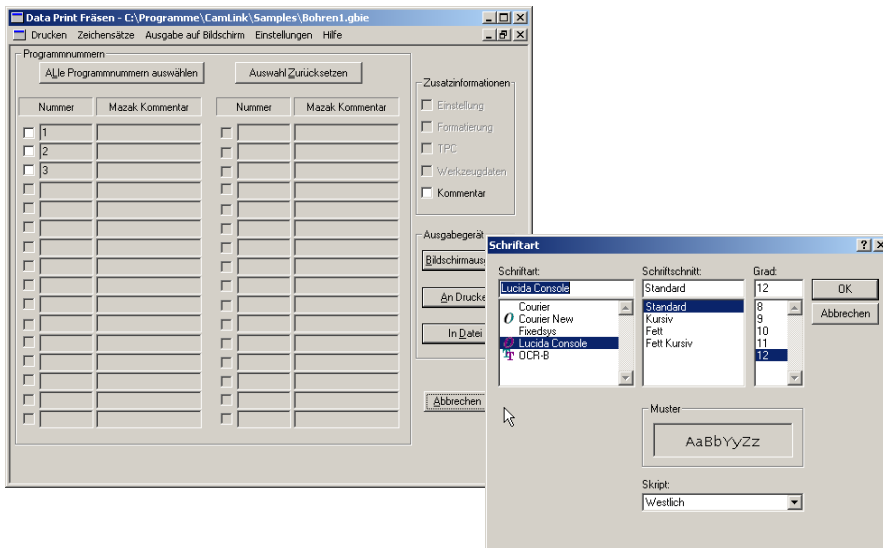 Data Print Fräsen - C:\Programme\CamLink\Samples\Bohren1.gbie
Drucken Zeichensätze Ausgabe auf Bildschirm Einstellungen Hilfe
Programmnummern
ALle Programmnummern auswählen
Auswahl Zurücksetzen
Nummer Mazak Kommentar Nummer Mazak Kommentar
1
2
3
Zusatzinformationen
Einstellung
Formatierung
TPC
Werkzeugdaten
Kommentar
Ausgabegerät
Bildschirmausg
An Drucke
In Datei
Abbrechen
Schriftart
Schriftart: Schriftschnitt: Grad:
Lucida Console Standard 12
Courier
Courier New
Fixedsys
Lucida Console
OCR-B
Standard
Kursiv
Fett
Fett Kursiv
8
9
10
11
12
OK
Abbrechen
Muster
AaBbYyZz
Skript:
Westlich